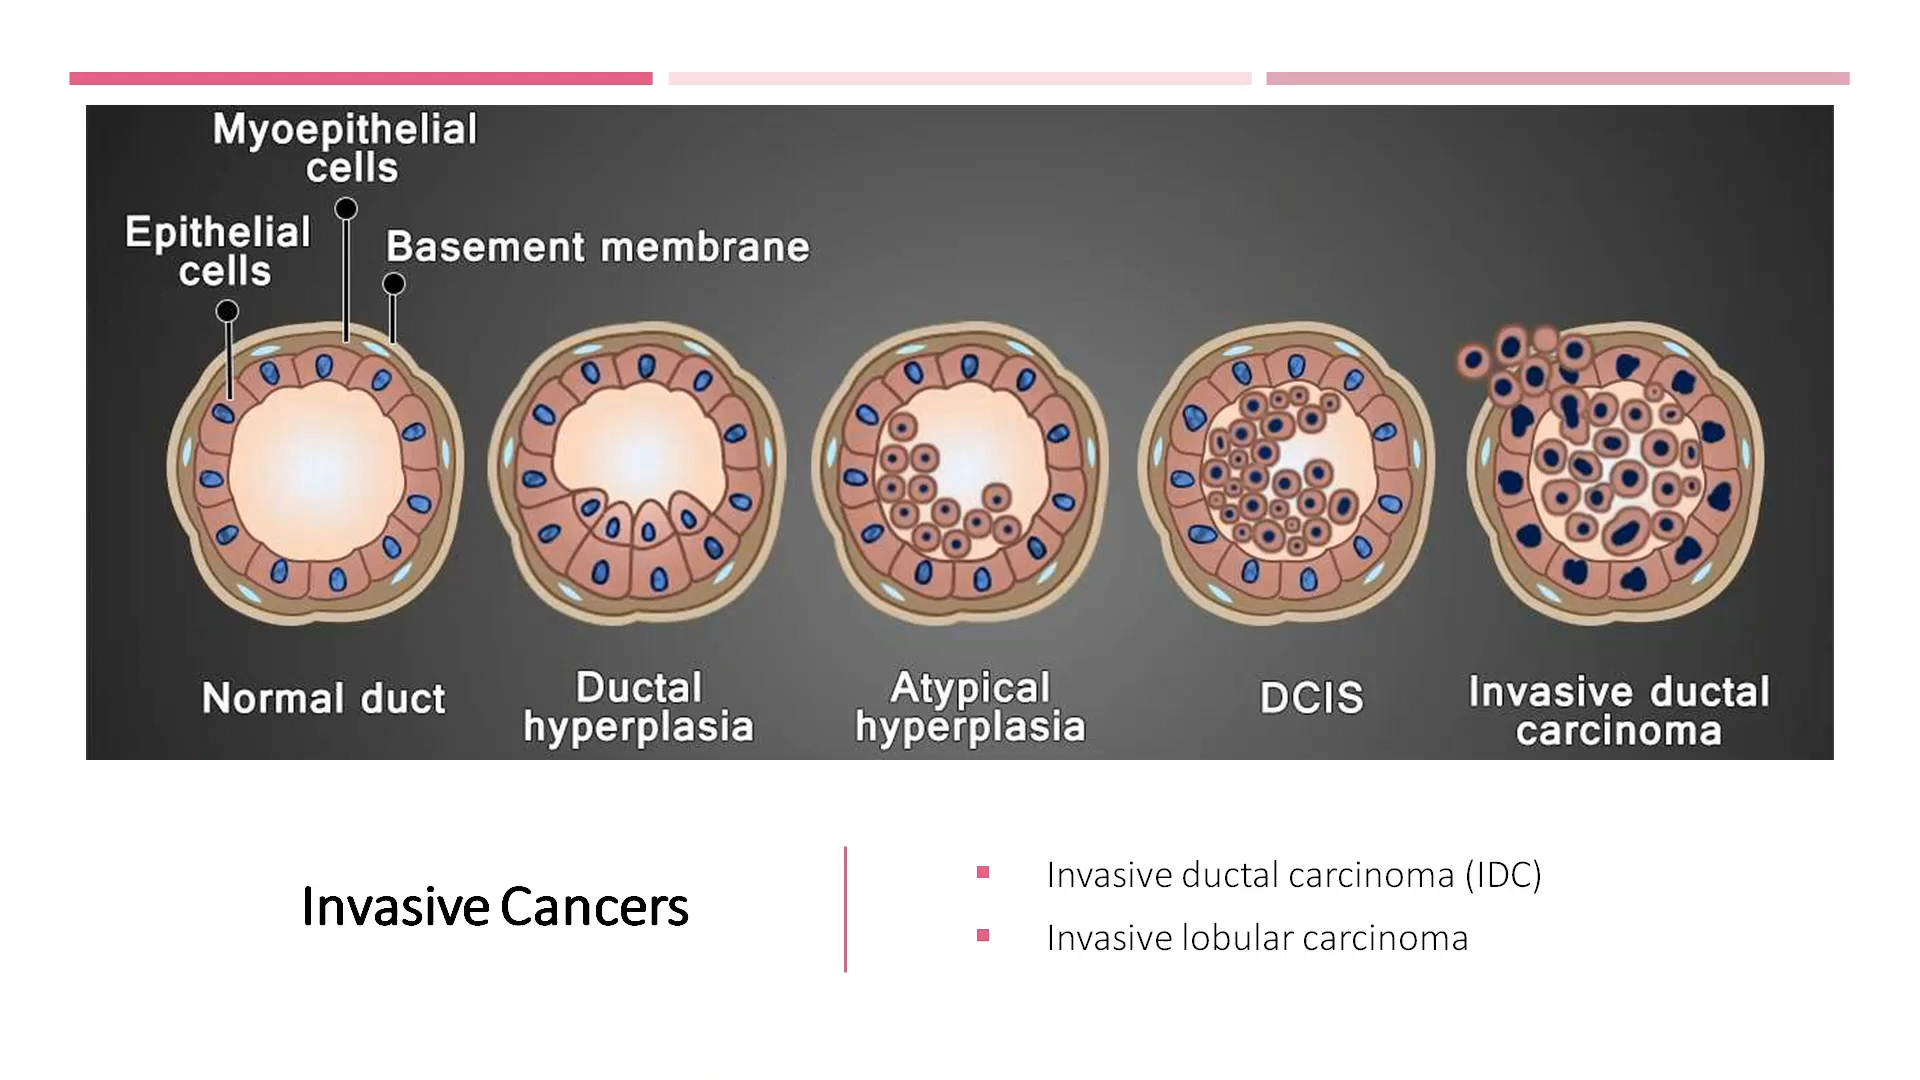 Myoepithelial
cells
Epithelial
cells
Basement membrane
Normal duct
Ductal
hyperplasia
Atypical
hyperplasia
DCIS
Invasive ductal
carcinoma
Invasive Cancers
▪ Invasive ductal carcinoma (IDC)
▪ Invasive lobular carcinoma